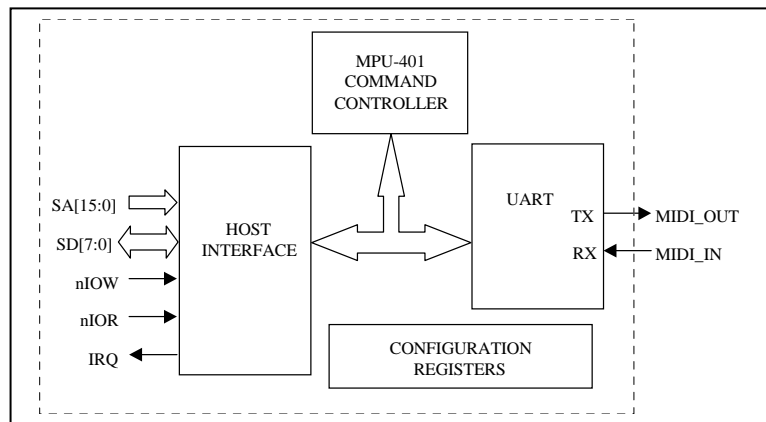 MPU-401
COMMAND
CONTROLLER
SA[15:0]
SD[7:0]
nIOW
nIOR
IRQ
HOST
INTERFACE
UART
TX
RX
MIDI_OUT
MIDI_IN
CONFIGURATION
REGISTERS